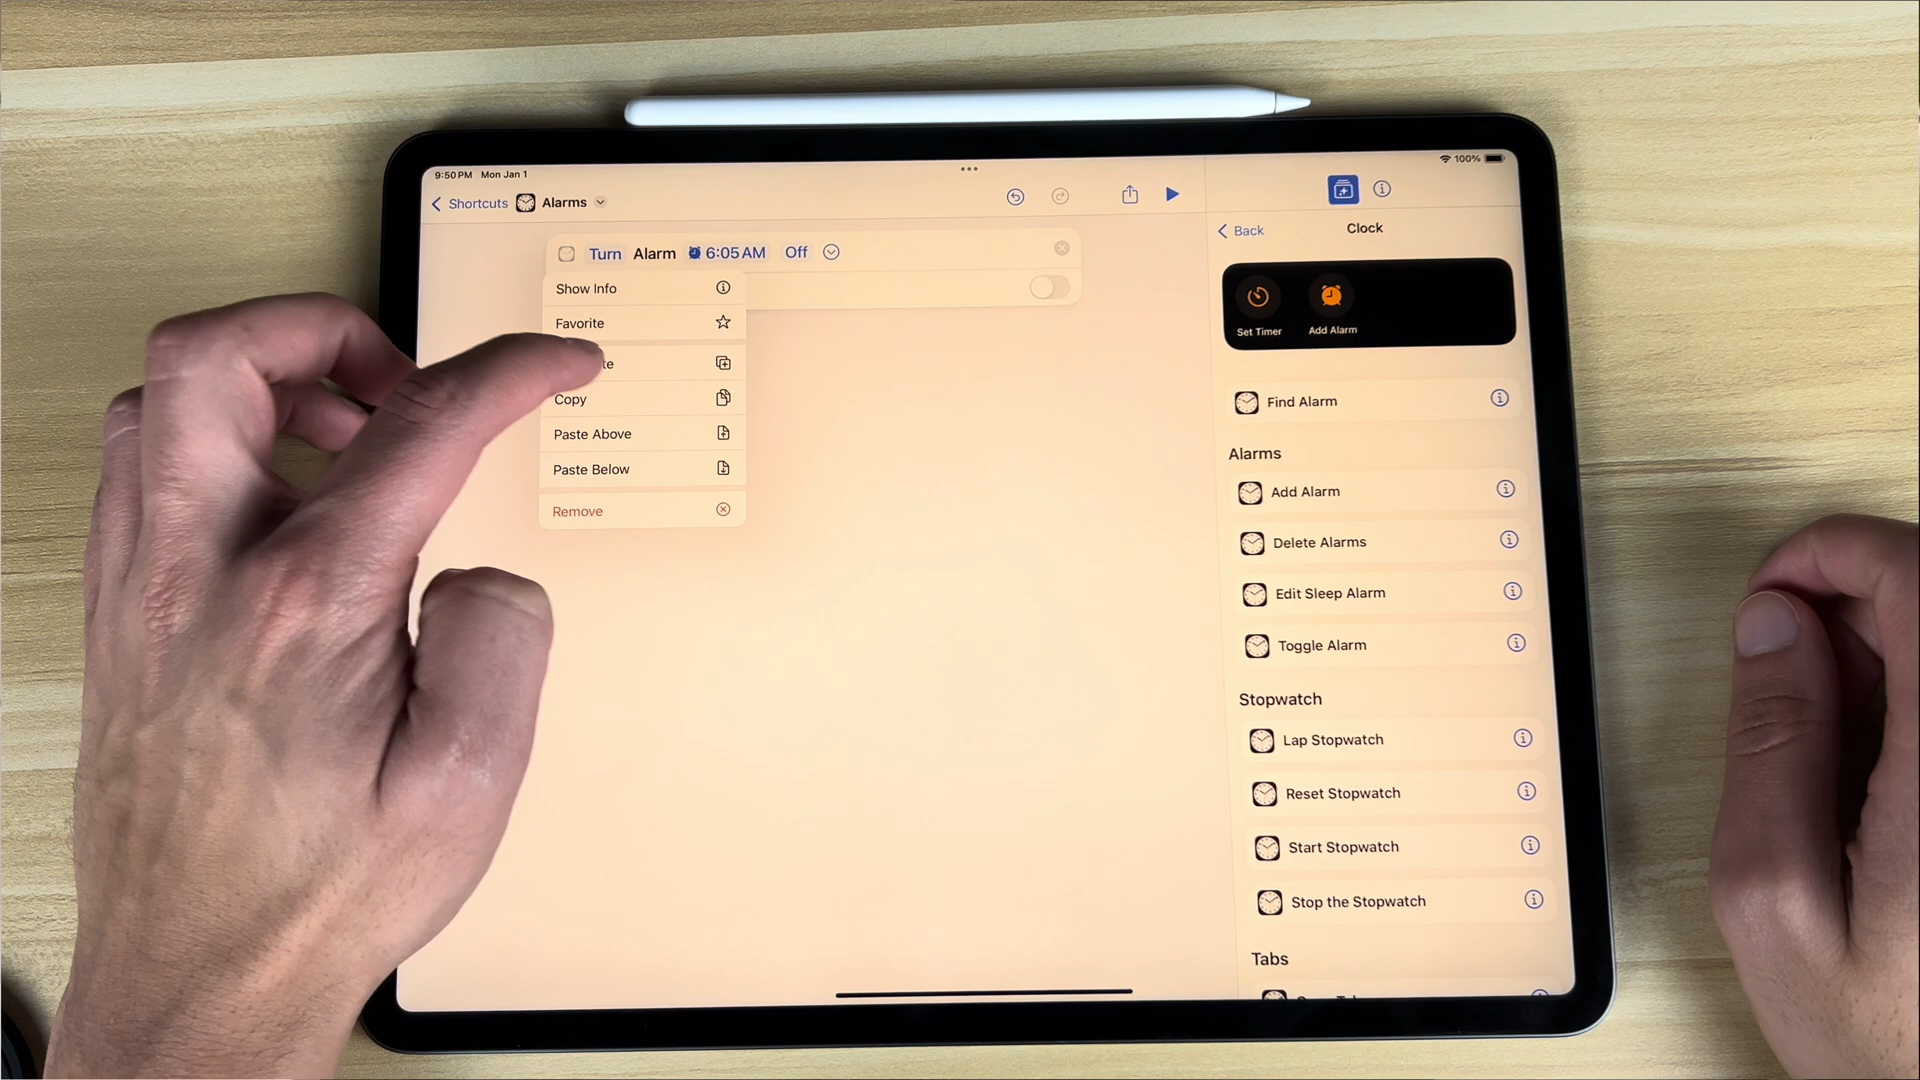 9:50 PM Mon Jan 1
100%
Shortcuts Alarms
Turn Alarm 6:05 AM Off
Show Info
Favorite
Copy
Paste Above
Paste Below
Remove
Back Clock
Set Timer Add Alarm
Find Alarm
Alarms
Add Alarm
Delete Alarms
Edit Sleep Alarm
Toggle Alarm
Stopwatch
Lap Stopwatch
Reset Stopwatch
Start Stopwatch
Stop the Stopwatch
Tabs